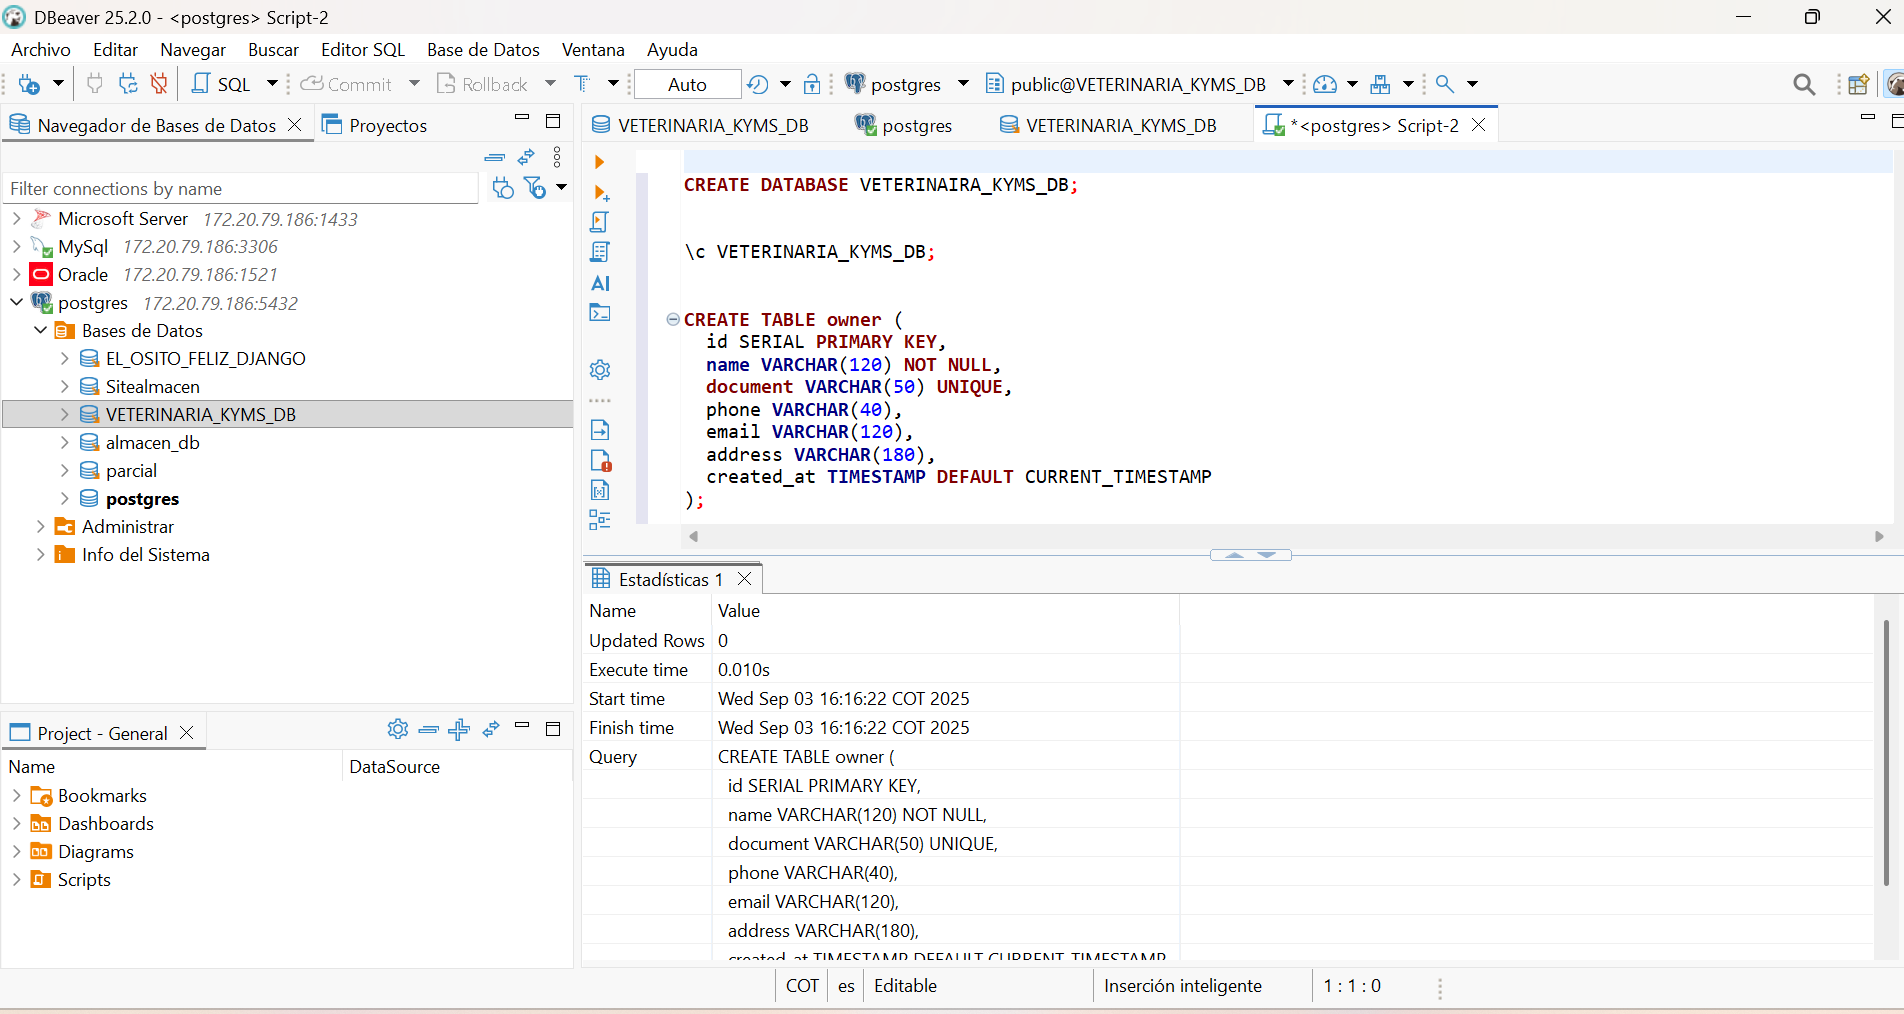 DBeaver 25.2.0 - <postgres> Script-2
Archivo Editar Navegar Buscar Editor SQL Base de Datos Ventana Ayuda
SQL Commit Rollback Auto postgres public@VETERINARIA_KYMS_DB
Navegador de Bases de Datos Proyectos
Filter connections by name
Microsoft Server 172.20.79.186:1433
MySql 172.20.79.186:3306
Oracle 172.20.79.186:1521
postgres 172.20.79.186:5432
Bases de Datos
EL_OSITO_FELIZ_DJANGO
Sitealmacen
VETERINARIA_KYMS_DB
almacen_db
parcial
postgres
Administrar
Info del Sistema
Project - General
Name DataSource
Bookmarks
Dashboards
Diagrams
Scripts
VETERINARIA_KYMS_DB postgres VETERINARIA_KYMS_DB *<postgres> Script-2
AI
CREATE DATABASE VETERINAIRA_KYMS_DB;
\c VETERINARIA_KYMS_DB;
CREATE TABLE owner (
id SERIAL PRIMARY KEY,
name VARCHAR(120) NOT NULL,
document VARCHAR(50) UNIQUE,
phone VARCHAR(40),
email VARCHAR(120),
address VARCHAR(180),
created_at TIMESTAMP DEFAULT CURRENT_TIMESTAMP
);
Estadísticas 1
Name Value
Updated Rows 0
Execute time 0.010s
Start time Wed Sep 03 16:16:22 COT 2025
Finish time Wed Sep 03 16:16:22 COT 2025
Query CREATE TABLE owner (
id SERIAL PRIMARY KEY,
name VARCHAR(120) NOT NULL,
document VARCHAR(50) UNIQUE,
phone VARCHAR(40),
email VARCHAR(120),
address VARCHAR(180),
created_at TIMESTAMP DEFAULT CURRENT_TIMESTAMP
COT es Editable Inserción inteligente 1 : 1 : 0